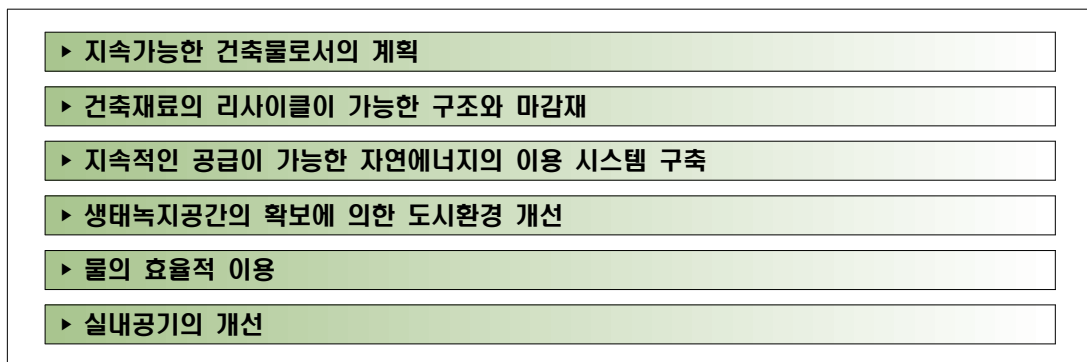 ▶ 지속가능한 건축물로서의 계획
▶ 건축재료의 리사이클이 가능한 구조와 마감재
▶ 지속적인 공급이 가능한 자연에너지의 이용 시스템 구축
▶ 생태녹지공간의 확보에 의한 도시환경 개선
▶ 물의 효율적 이용
▶ 실내공기의 개선